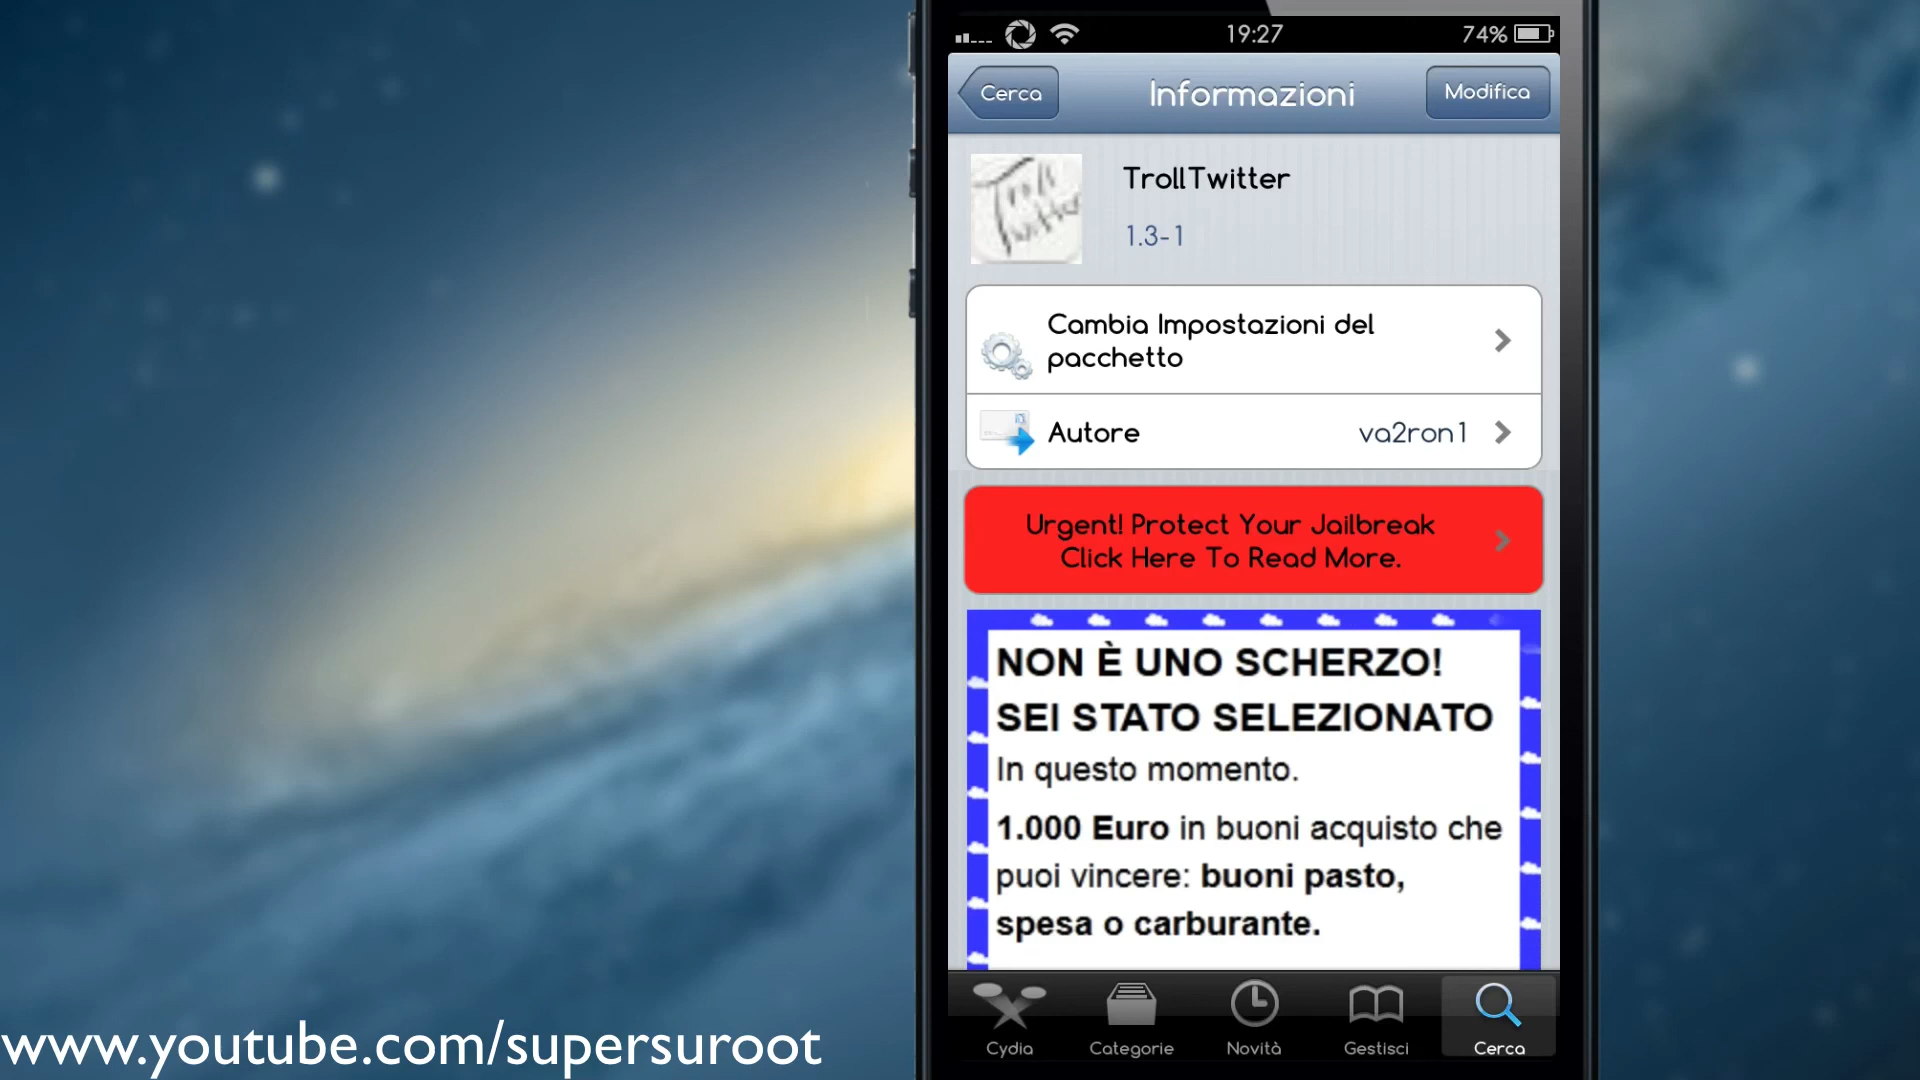 19:27
74%
Cerca
Informazioni
Modifica
Troll
Twitter
TrollTwitter
1.3-1
Cambia Impostazioni del
pacchetto
Autore
va2ron1
Urgent! Protect Your Jailbreak
Click Here To Read More.
NON È UNO SCHERZO!
SEI STATO SELEZIONATO
In questo momento.
1.000 Euro in buoni acquisto che
puoi vincere: buoni pasto,
spesa o carburante.
Cydia
Categorie
Novità
Gestisci
Cerca
www.youtube.com/supersuroot